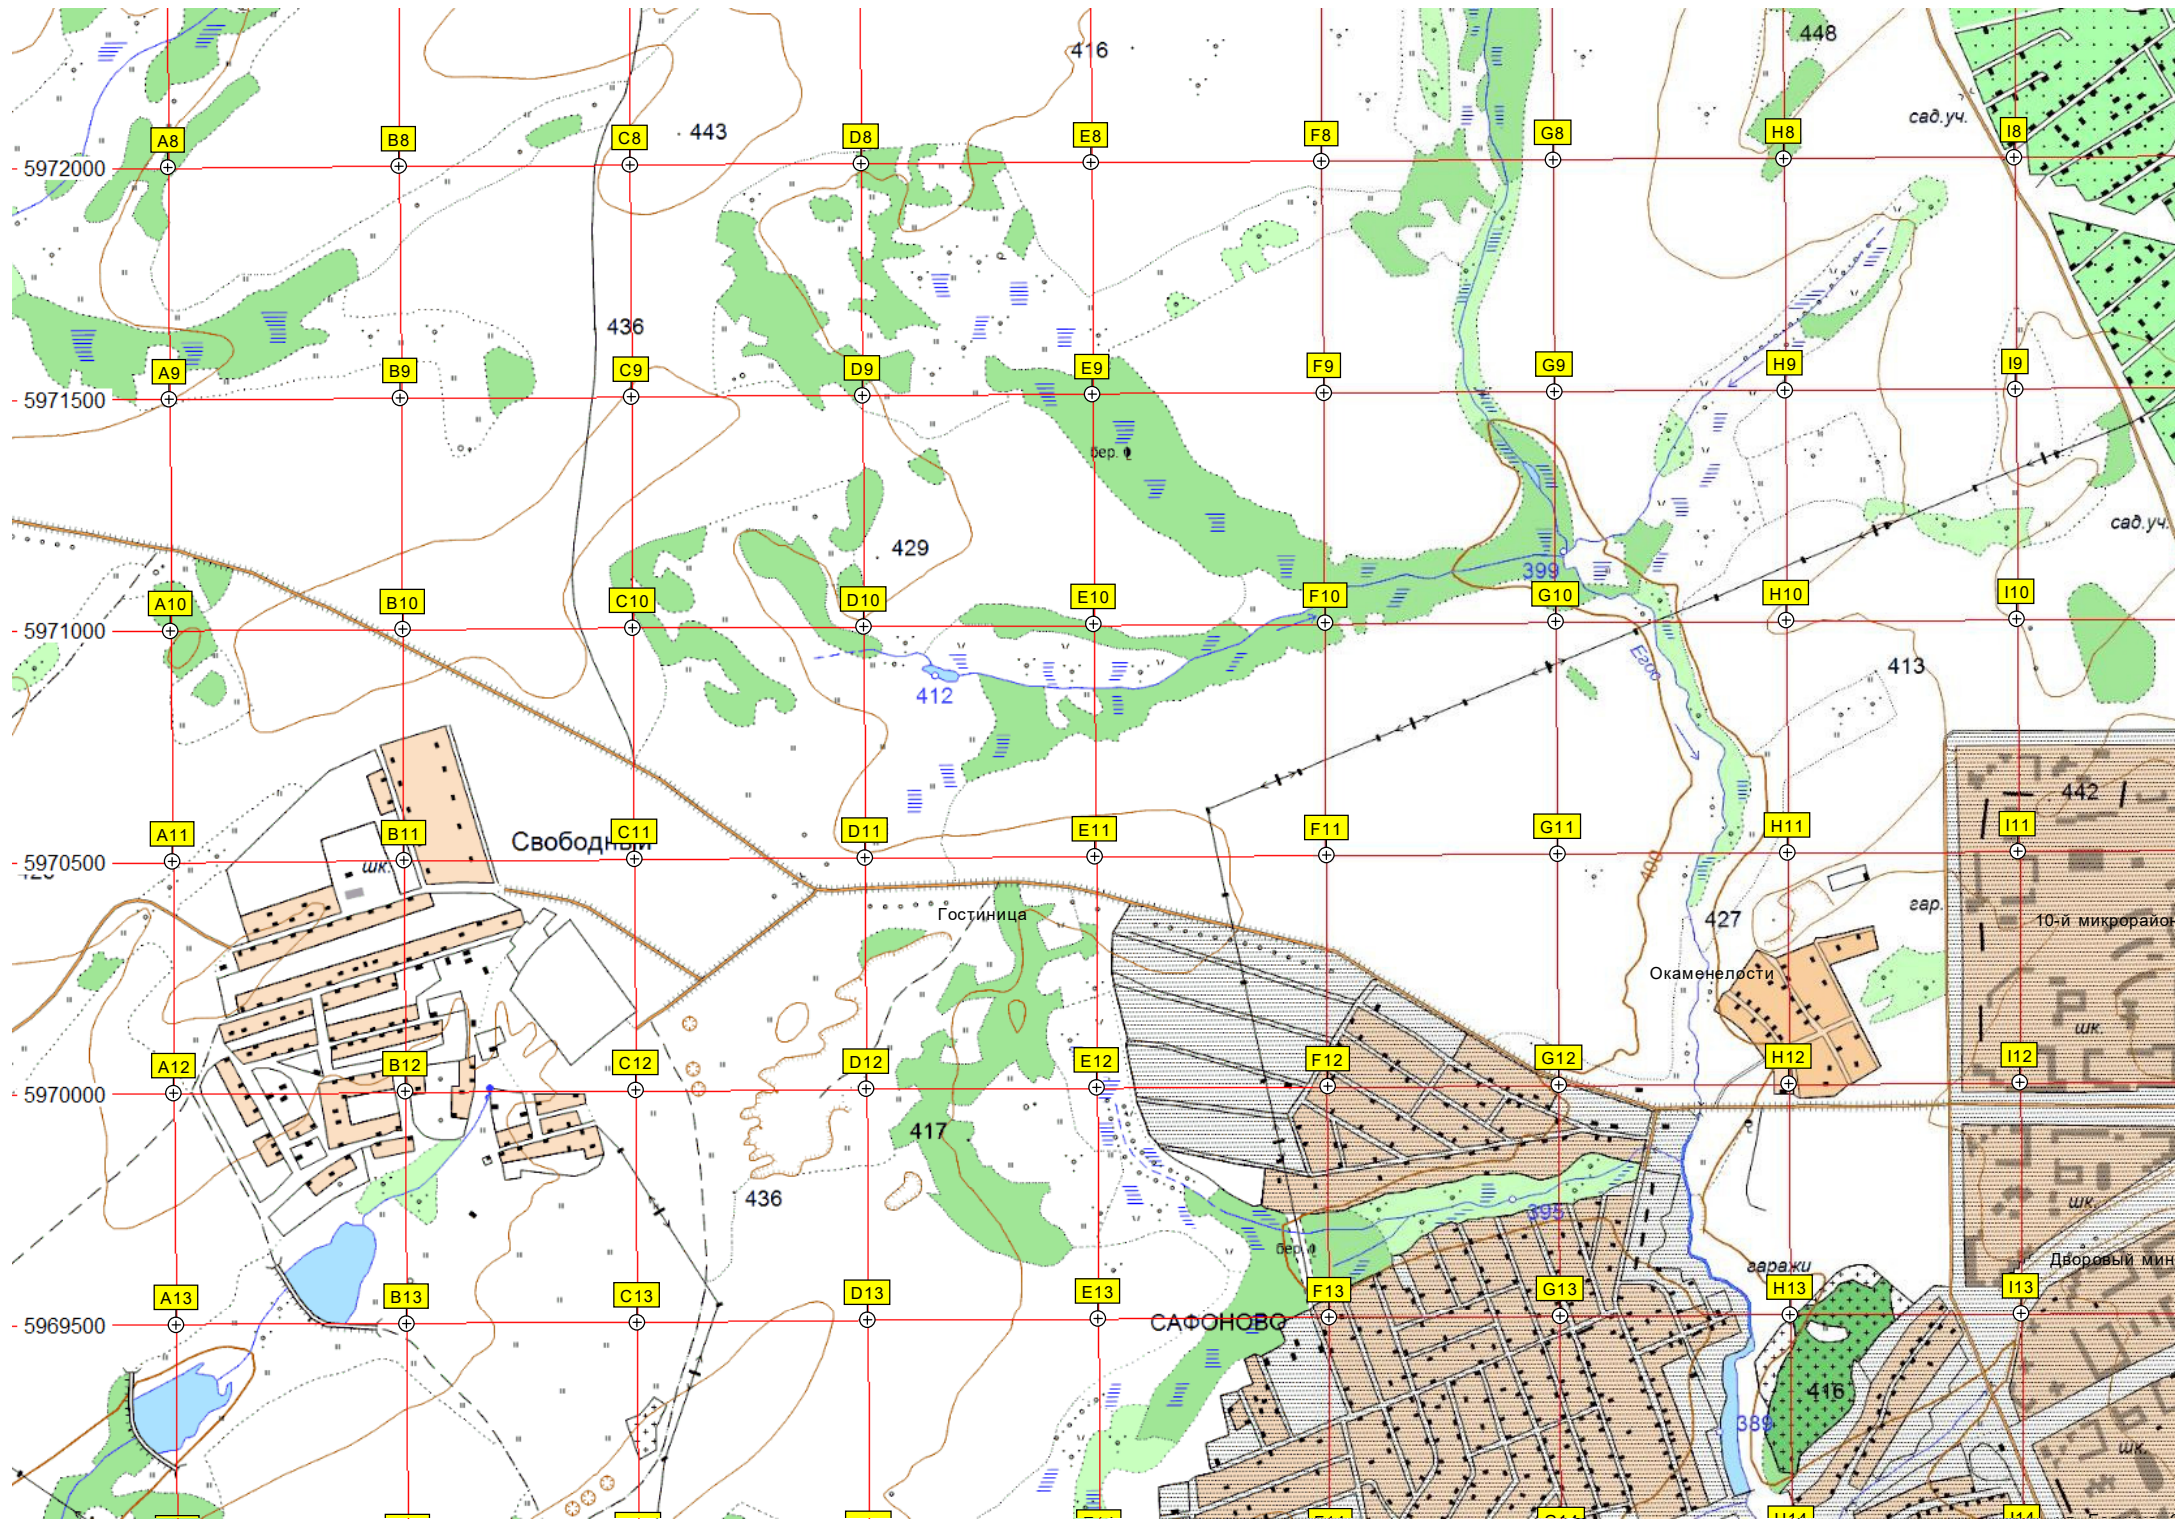 416
448
443
сад.уч.
A8
B8
C8
D8
E8
F8
G8
H8
I8
5972000
436
A9
B9
C9
D9
E9
F9
G9
H9
I9
5971500
бер.
сад.уч.
429
399
A10
B10
C10
D10
E10
F10
G10
H10
I10
5971000
412
413
442
A11
B11
Свободный
C11
D11
E11
F11
G11
H11
I11
5970500
шк.
400
гар.
Гостиница
427
10-й микрорайон
Окаменелости
шк.
A12
B12
C12
D12
E12
F12
G12
H12
I12
5970000
417
436
шк.
395
бер.
гаражи
Дворовый мин
A13
B13
C13
D13
E13
F13
G13
H13
I13
5969500
САФОНОВО
416
389
шк.